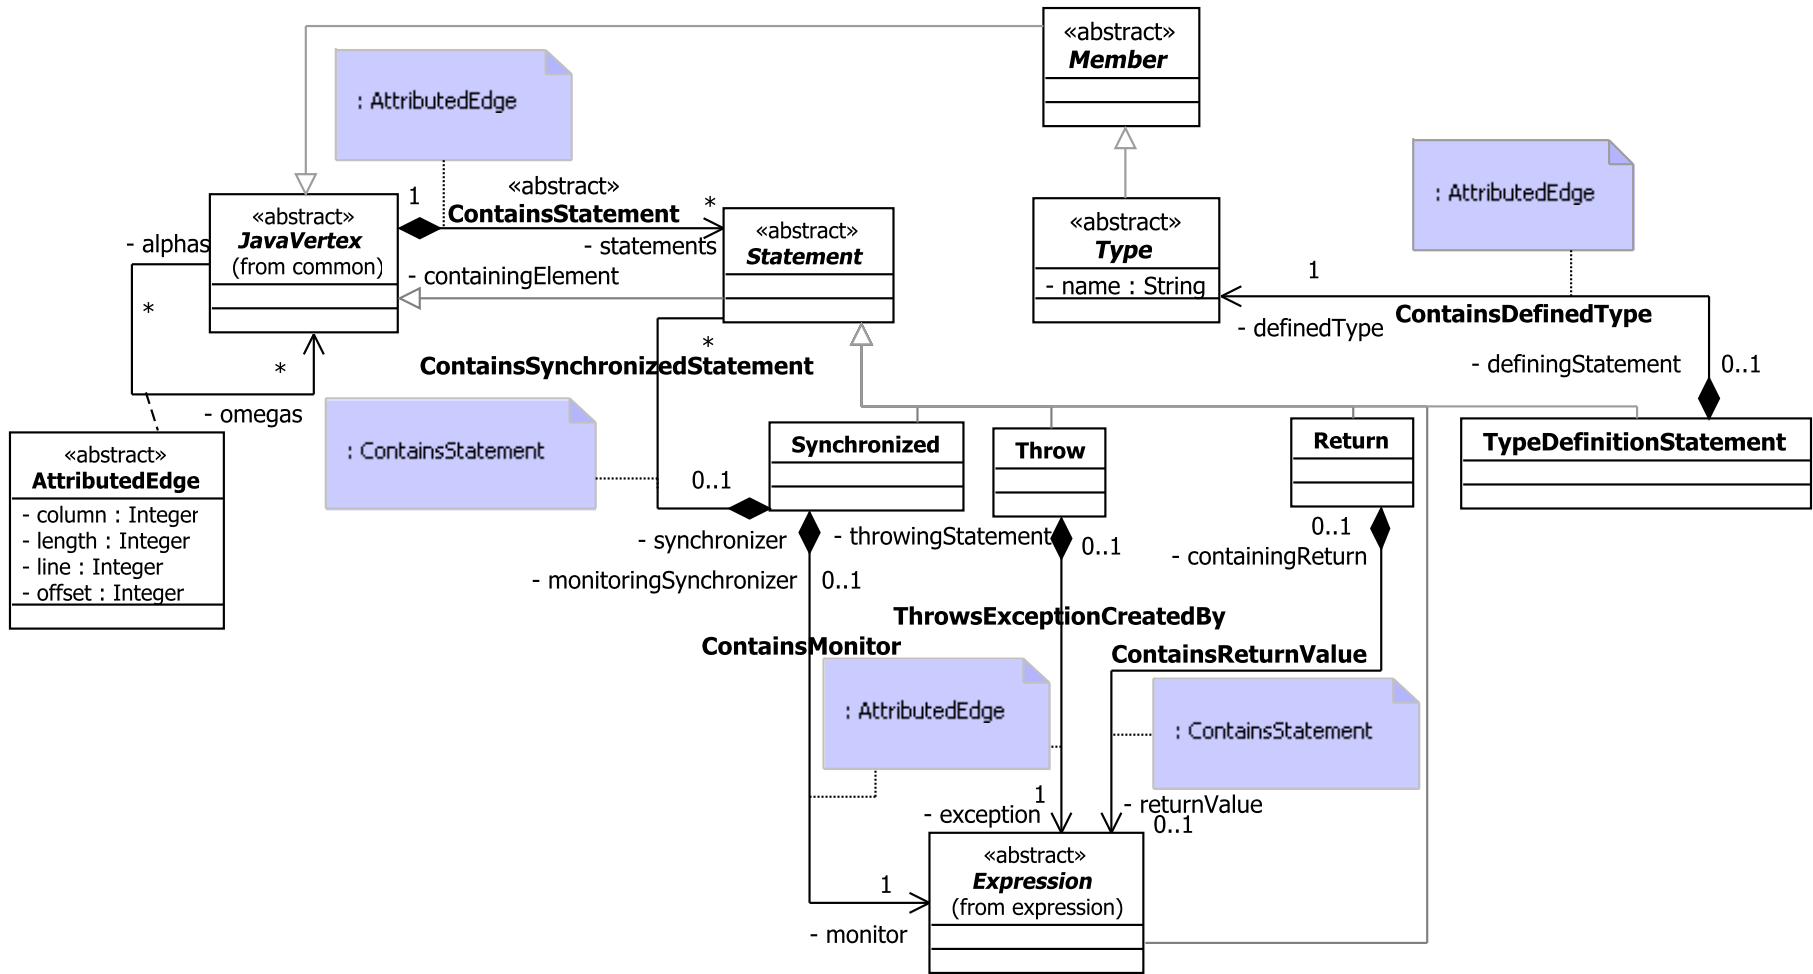 «abstract»
Member
: AttributedEdge
«abstract»
JavaVertex
(from common)
1
«abstract»
ContainsStatement
*
- statements
- containingElement
«abstract»
Statement
«abstract»
Type
- name : String
: AttributedEdge
1
- definedType
ContainsDefinedType
- definingStatement
0..1
- alphas
*
*
- omegas
«abstract»
AttributedEdge
- column : Integer
- length : Integer
- line : Integer
- offset : Integer
*
ContainsSynchronizedStatement
: ContainsStatement
0..1
- synchronizer
Synchronized
Throw
Return
TypeDefinitionStatement
- monitoringSynchronizer
0..1
- throwingStatement
0..1
0..1
- containingReturn
ThrowsExceptionCreatedBy
ContainsMonitor
ContainsReturnValue
: AttributedEdge
: ContainsStatement
1
- exception
- returnValue
0..1
«abstract»
Expression
(from expression)
1
- monitor